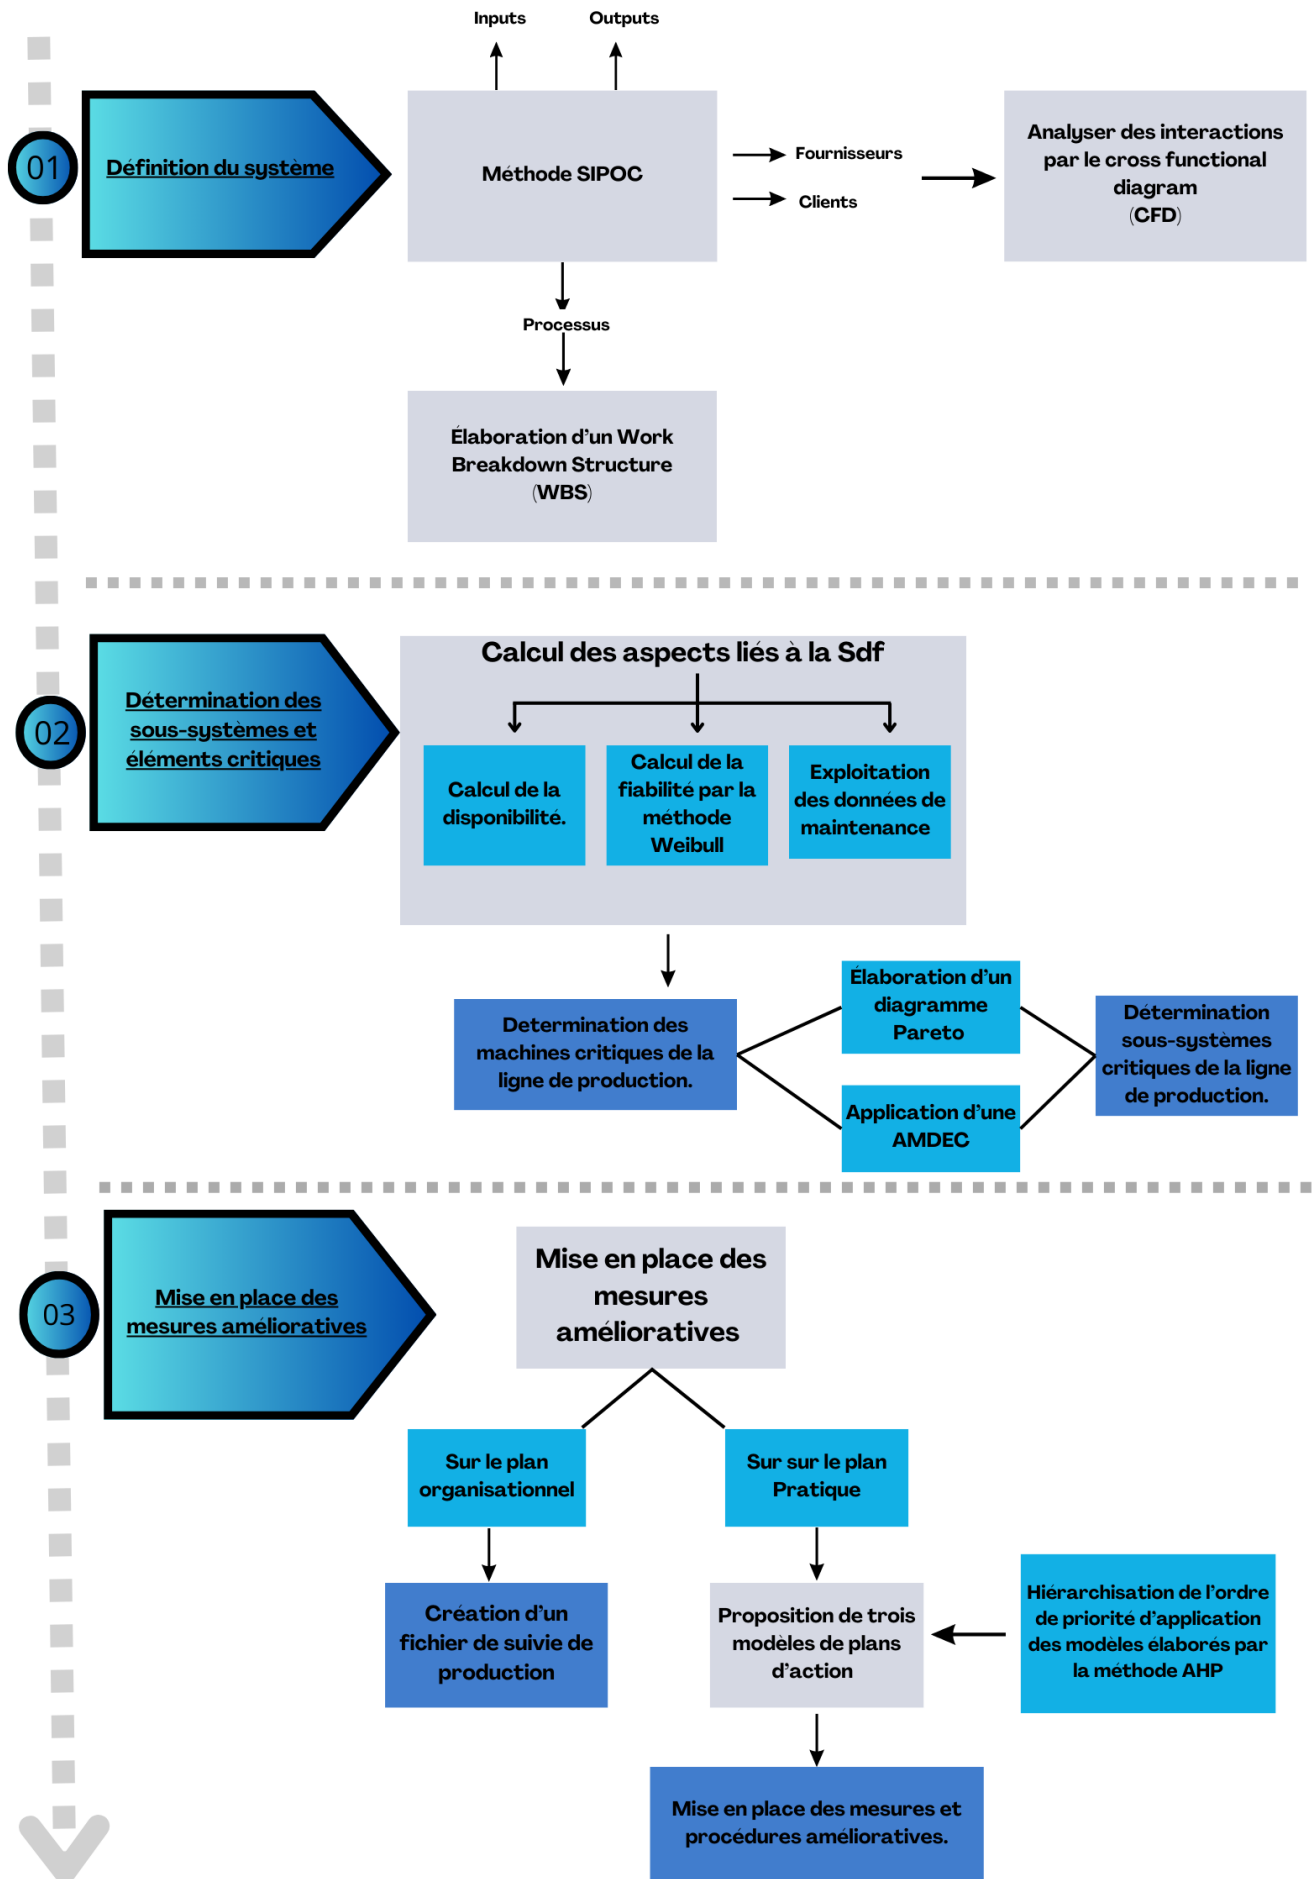 Inputs
Outputs
01
Définition du système
Méthode SIPOC
Fournisseurs
Clients
Analyser des interactions
par le cross functional
diagram
(CFD)
Processus
Élaboration d'un Work
Breakdown Structure
(WBS)
02
Détermination des
sous-systèmes et
éléments critiques
Calcul des aspects liés à la Sdf
Calcul de la
disponibilité.
Calcul de la
fiabilité par la
méthode
Weibull
Exploitation
des données de
maintenance
Determination des
machines critiques de la
ligne de production.
Élaboration d'un
diagramme
Pareto
Application d'une
AMDEC
Détermination
sous-systèmes
critiques de la ligne
de production.
03
Mise en place des
mesures amélioratives
Mise en place des
mesures
amélioratives
Sur le plan
organisationnel
Sur sur le plan
Pratique
Création d'un
fichier de suivie de
production
Proposition de trois
modèles de plans
d'action
Hiérarchisation de l'ordre
de priorité d'application
des modèles élaborés par
la méthode AHP
Mise en place des mesures et
procédures amélioratives.